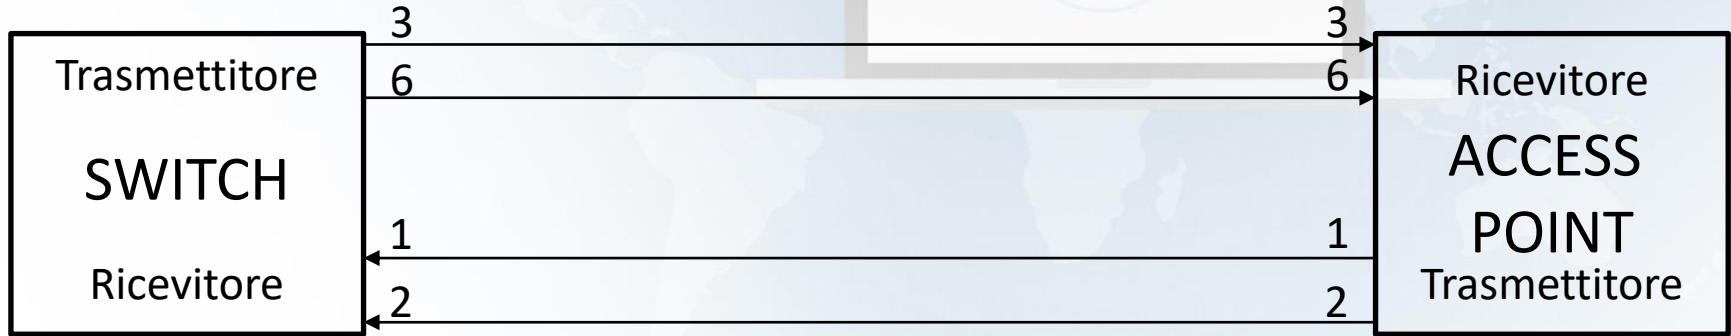 3 3
Trasmettitore 6 6 Ricevitore
SWITCH ACCESS
POINT
1 1
Ricevitore Trasmettitore
2 2